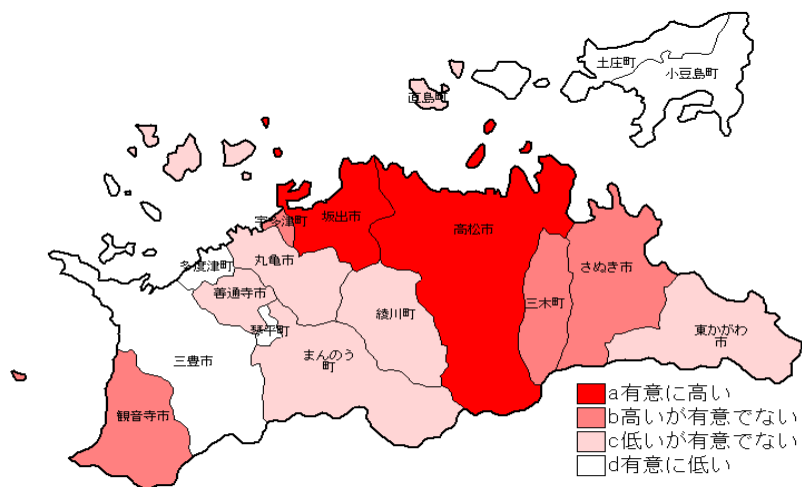 土庄町
小豆島町
直島町
宇多津町
坂出市
高松市
丸亀市
多度津町
さぬき市
善通寺市
三木町
綾川町
琴平町
東かがわ
市
まんのう
町
三豊市
観音寺市
a有意に高い
b高いが有意でない
c低いが有意でない
d有意に低い